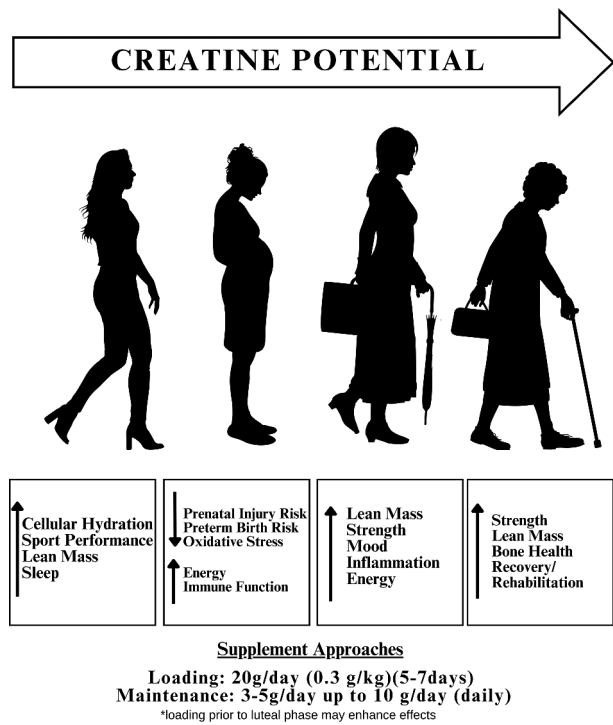 CREATINE POTENTIAL
Cellular Hydration
Sport Performance
Lean Mass
Sleep
Prenatal Injury Risk
Preterm Birth Risk
Oxidative Stress
Energy
Immune Function
Lean Mass
Strength
Mood
Inflammation
Energy
Strength
Lean Mass
Bone Health
Recovery/
Rehabilitation
Supplement Approaches
Loading: 20g/day (0.3 g/kg)(5-7days)
Maintenance: 3-5g/day up to 10 g/day (daily)
*loading prior to luteal phase may enhance effects